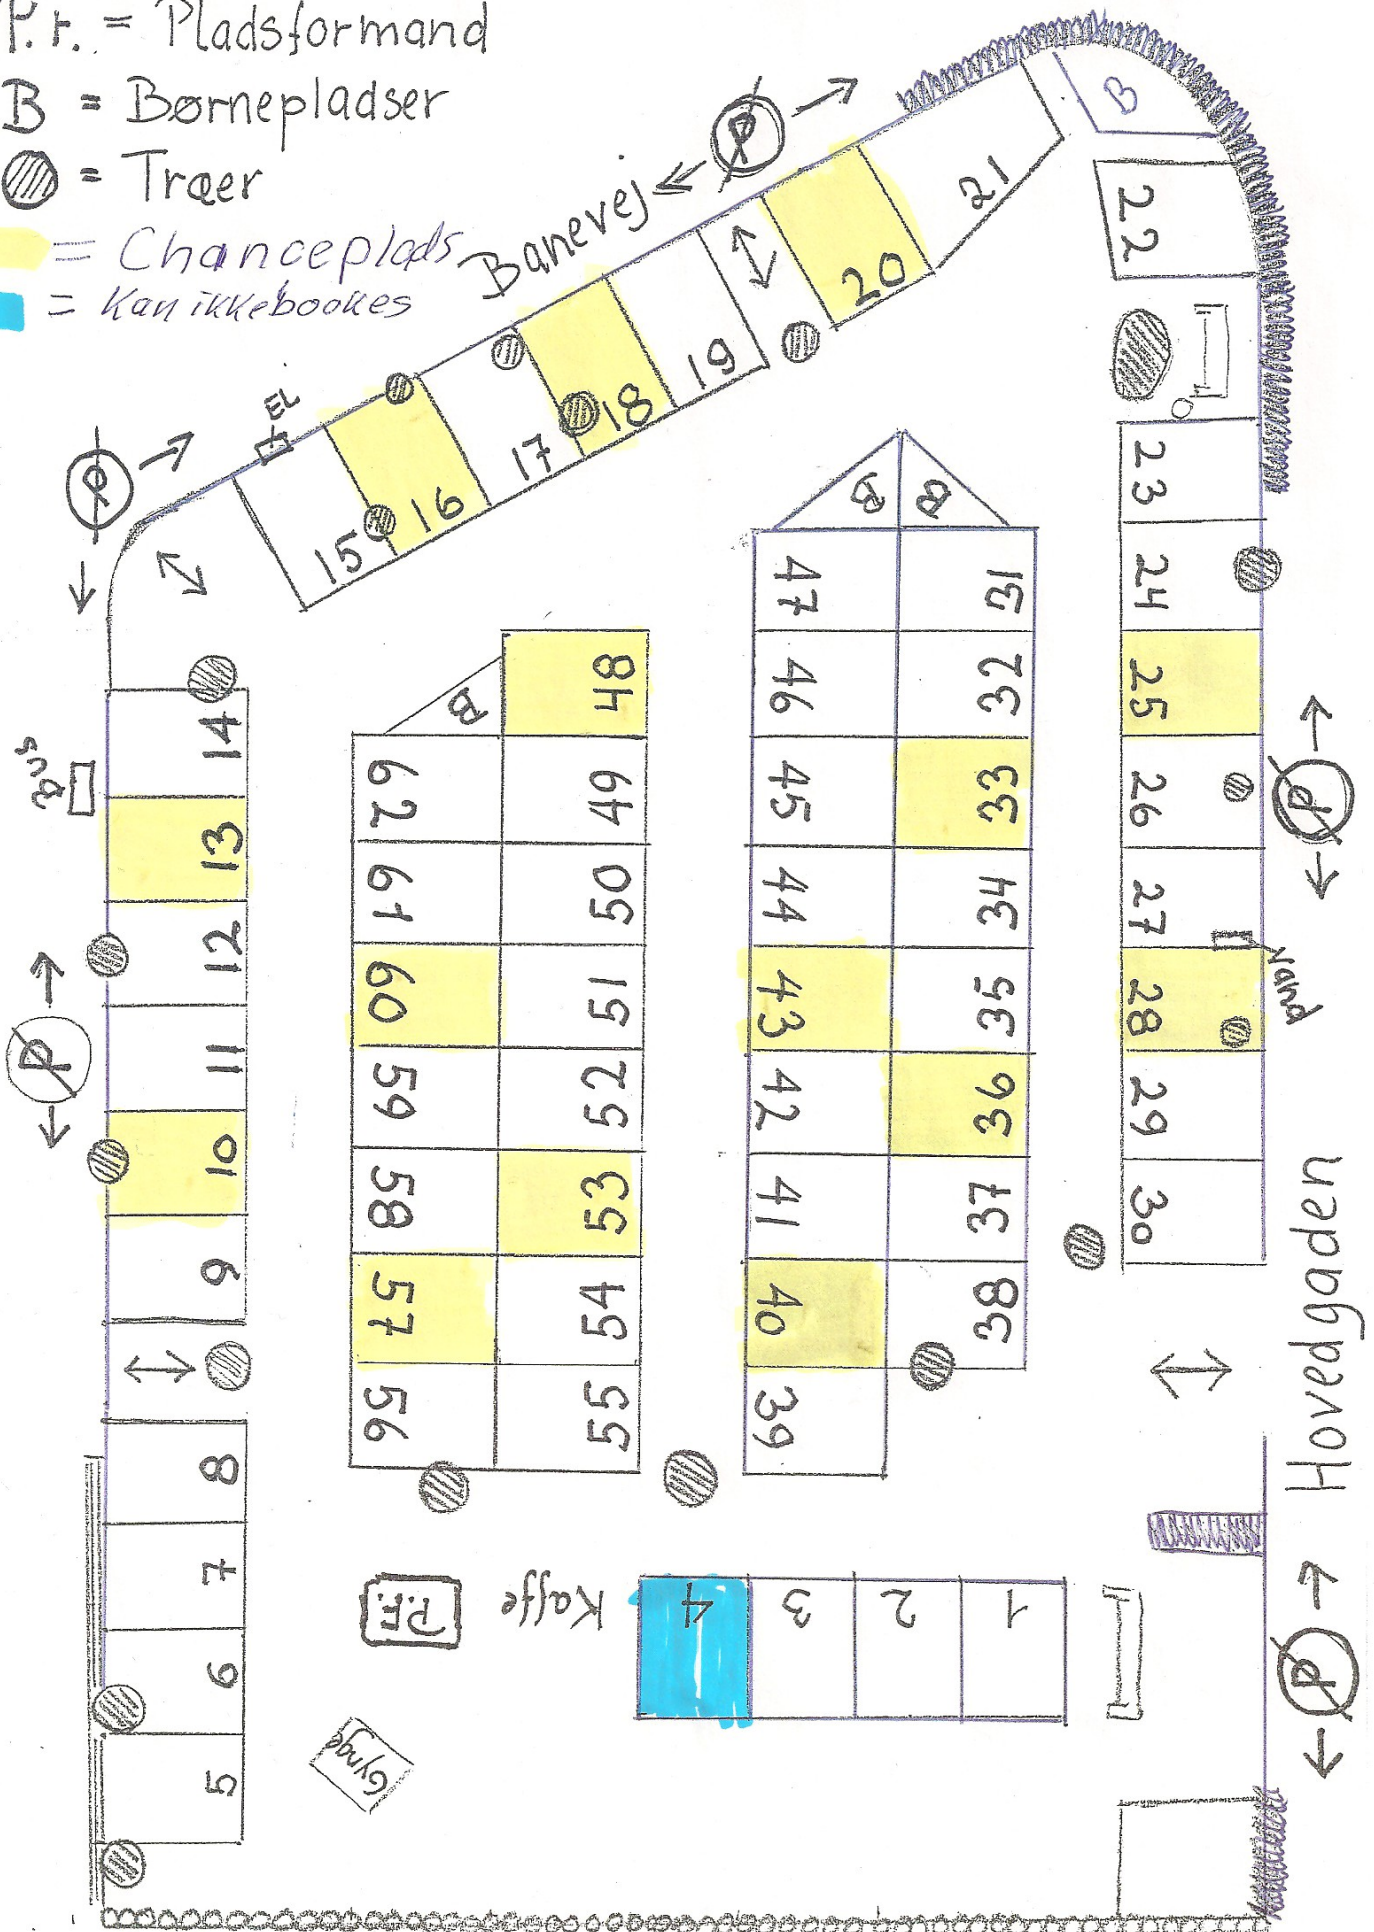 P.F. = Pladsformand
B = Børnepladser
= Træer
= Chanceplads
= Kan ikke bookes
Banevej
B
22
21
20
19
18
17
16
15
EL
P
P
B
B
23
24
25
26
27
28
29
30
Vand
P
Hovedgaden
P
47
46
45
44
43
42
41
40
39
31
32
33
34
35
36
37
38
B
48
49
50
51
52
53
54
55
62
61
60
59
58
57
56
14
13
12
11
10
9
8
7
6
5
Bus
P
P.F.
Kaffe
4
3
2
1
Gynge